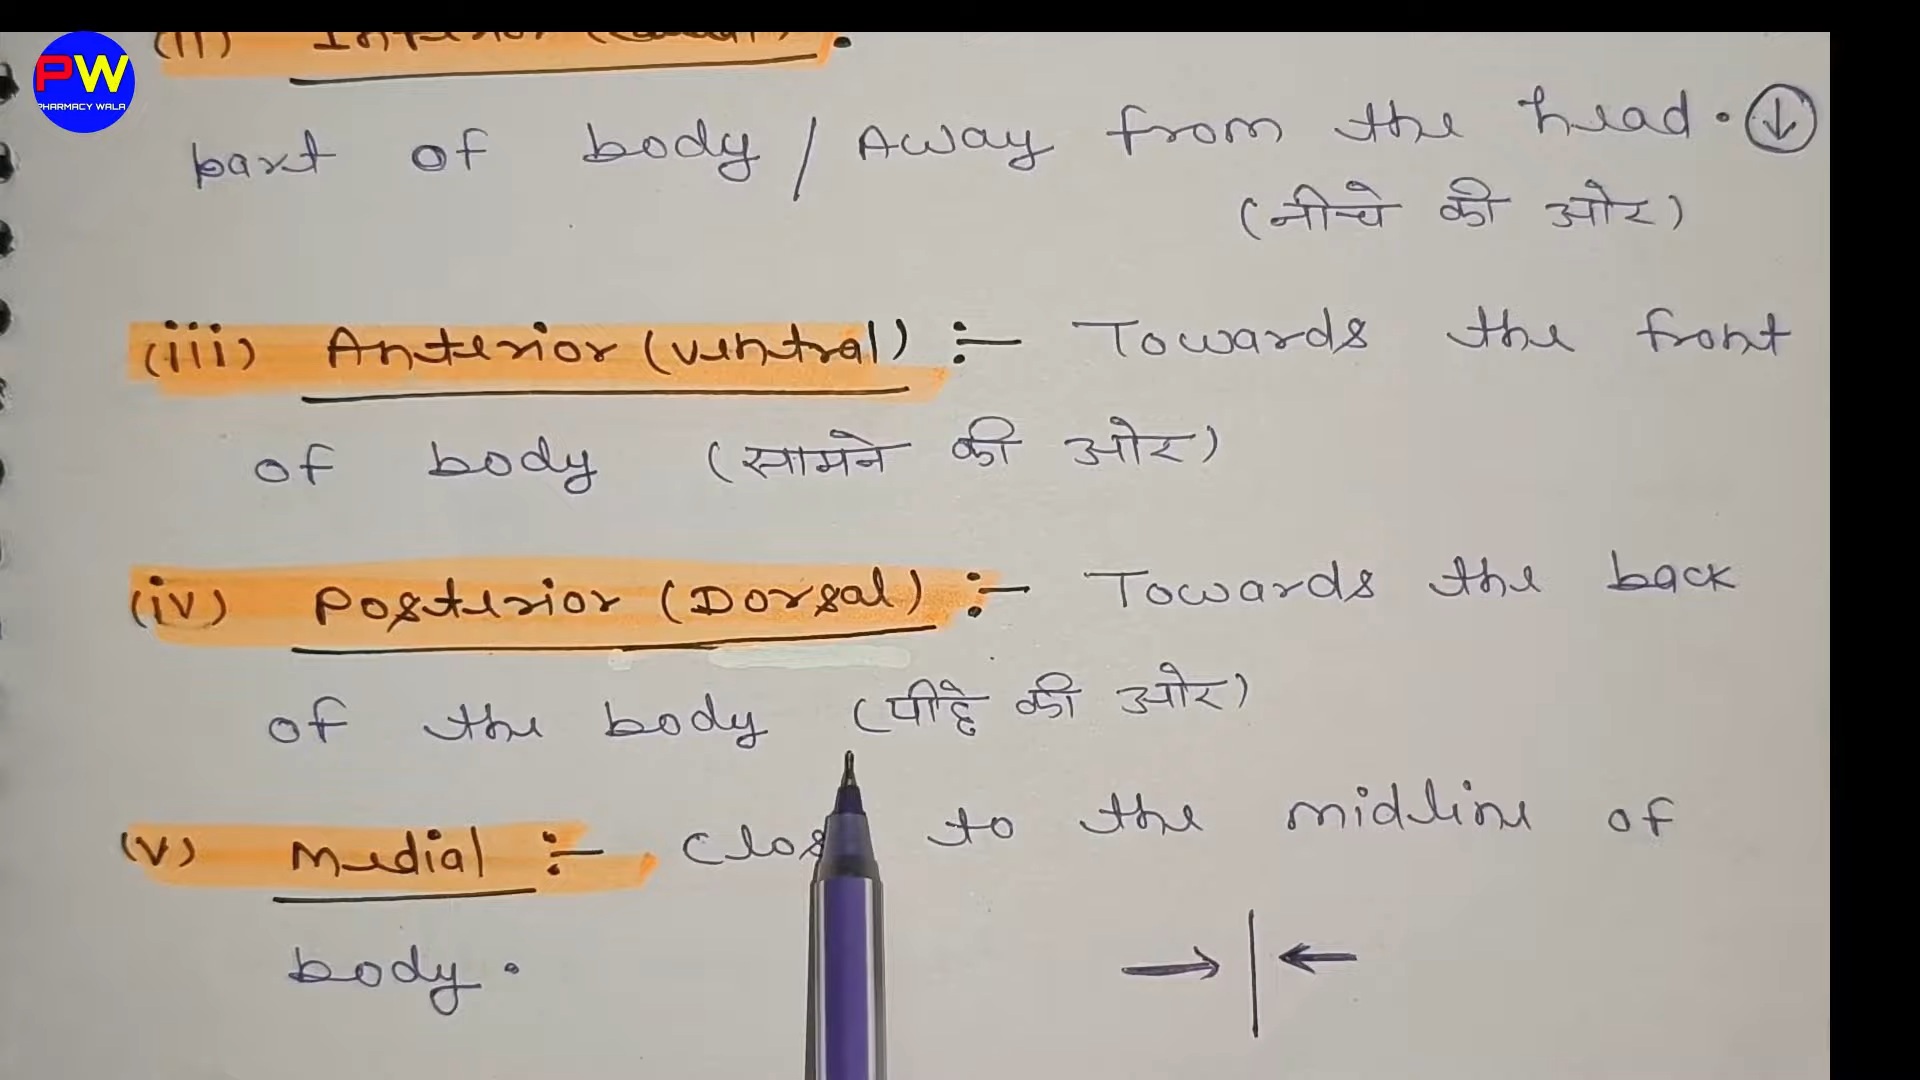 PW
PHARMACY WALA
(ii) Inferior
part of body / Away from the head. ↓
(नीचे की ओर)
(iii) Anterior (ventral) :- Towards the front
of body (सामने की ओर)
(iv) Posterior (Dorsal) :- Towards the back
of the body (पीछे की ओर)
(v) Medial :- Clos to the midline of
body.